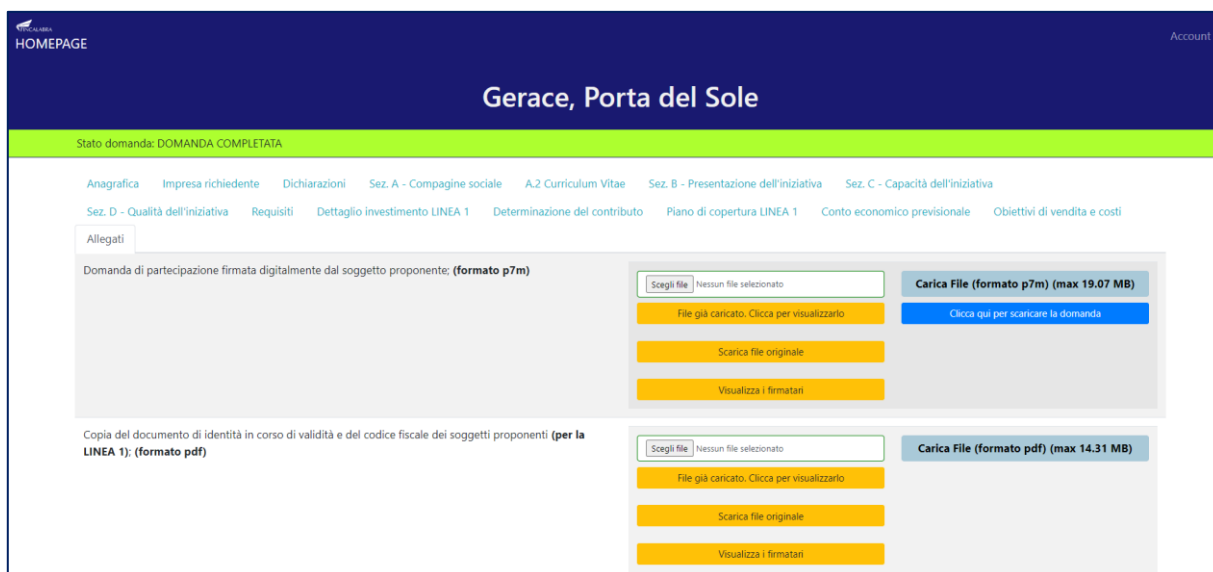 FINCALABRA
HOMEPAGE
Account
Gerace, Porta del Sole
Stato domanda: DOMANDA COMPLETATA
Anagrafica Impresa richiedente Dichiarazioni Sez. A - Compagine sociale A.2 Curriculum Vitae Sez. B - Presentazione dell'iniziativa Sez. C - Capacità dell'iniziativa
Sez. D - Qualità dell'iniziativa Requisiti Dettaglio investimento LINEA 1 Determinazione del contributo Piano di copertura LINEA 1 Conto economico previsionale Obiettivi di vendita e costi
Allegati
Domanda di partecipazione firmata digitalmente dal soggetto proponente; (formato p7m)
Scegli file Nessun file selezionato
Carica File (formato p7m) (max 19.07 MB)
File già caricato. Clicca per visualizzarlo
Clicca qui per scaricare la domanda
Scarica file originale
Visualizza i firmatari
Copia del documento di identità in corso di validità e del codice fiscale dei soggetti proponenti (per la
LINEA 1); (formato pdf)
Scegli file Nessun file selezionato
Carica File (formato pdf) (max 14.31 MB)
File già caricato. Clicca per visualizzarlo
Scarica file originale
Visualizza i firmatari